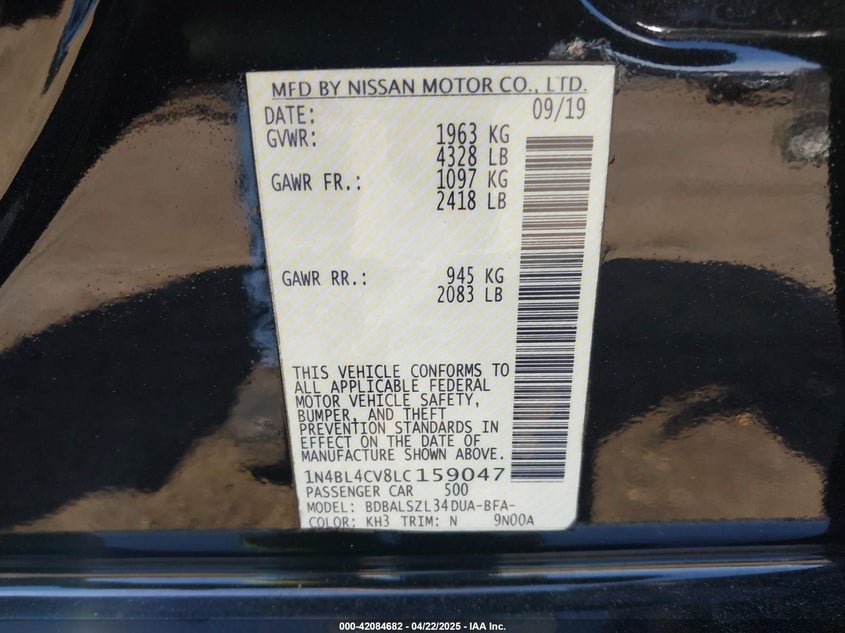 MFD BY NISSAN MOTOR CO., LTD.
DATE: 09/19
GVWR: 1963 KG
4328 LB
GAWR FR.: 1097 KG
2418 LB
GAWR RR.: 945 KG
2083 LB
THIS VEHICLE CONFORMS TO
ALL APPLICABLE FEDERAL
MOTOR VEHICLE SAFETY,
BUMPER, AND THEFT
PREVENTION STANDARDS IN
EFFECT ON THE DATE OF
MANUFACTURE SHOWN ABOVE.
1N4BL4CV8LC159047
PASSENGER CAR 500
MODEL: BDBALSZL34DUA-BFA-
COLOR: KH3 TRIM: N 9N00A
000-42084682 - 04/22/2025 - IAA Inc.